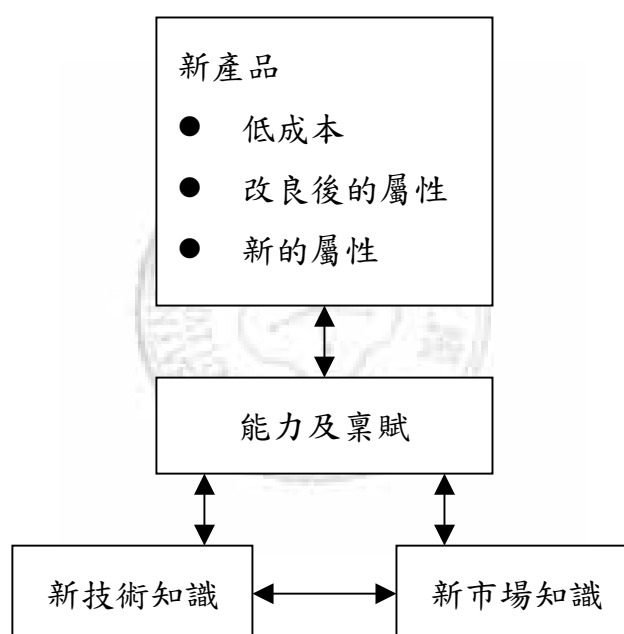 新產品
● 低成本
● 改良後的屬性
● 新的屬性
能力及稟賦
新技術知識
新市場知識